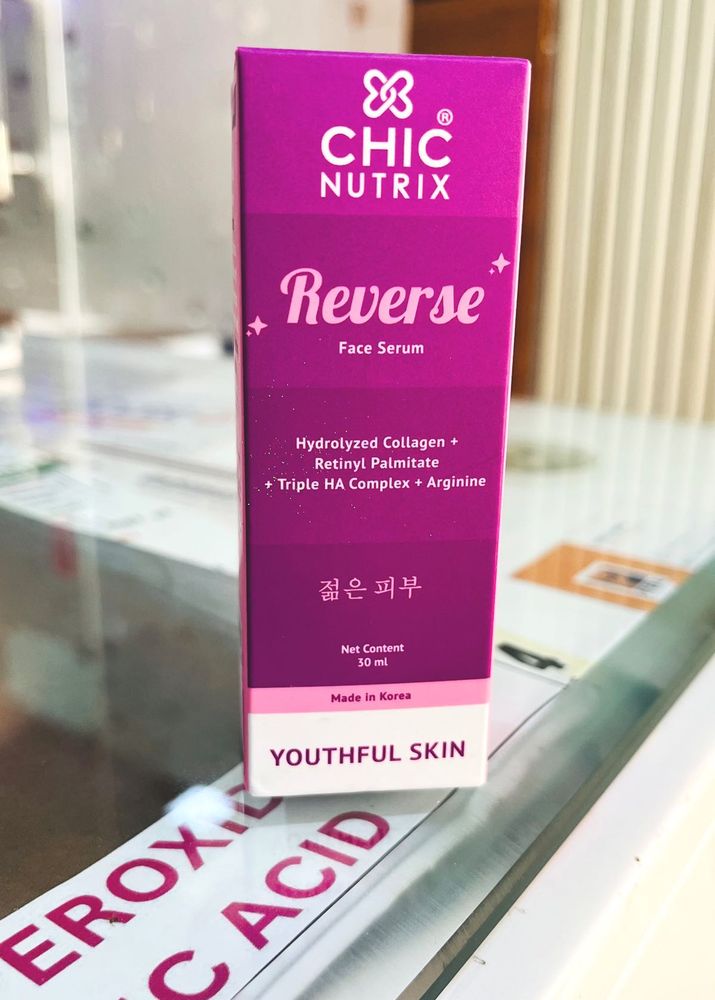 CHIC®
NUTRIX
Reverse
Face Serum
Hydrolyzed Collagen +
Retinyl Palmitate
+ Triple HA Complex + Arginine
젊은 피부
Net Content
30 ml
Made in Korea
YOUTHFUL SKIN
EROXID
IC ACID